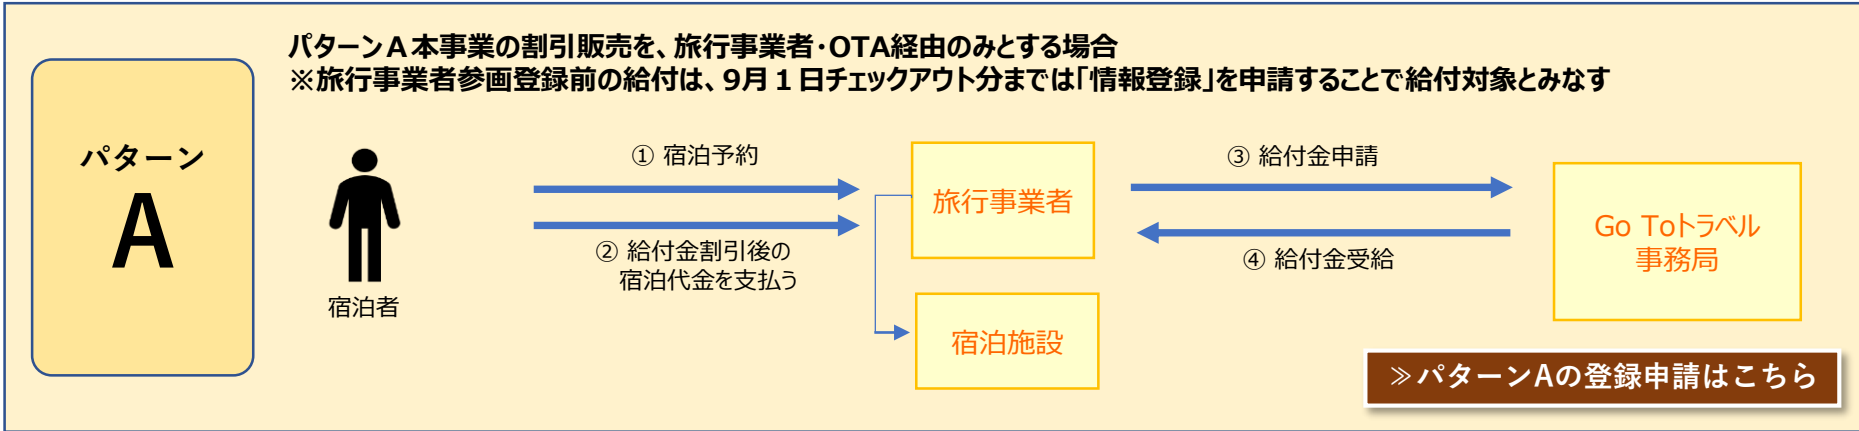 パターンA本事業の割引販売を、旅行事業者・OTA経由のみとする場合
※旅行事業者参画登録前の給付は、9月1日チェックアウト分までは「情報登録」を申請することで給付対象とみなす
パターン
A
宿泊者
① 宿泊予約
② 給付金割引後の
宿泊代金を支払う
旅行事業者
宿泊施設
③ 給付金申請
④ 給付金受給
Go Toトラベル
事務局
≫パターンAの登録申請はこちら